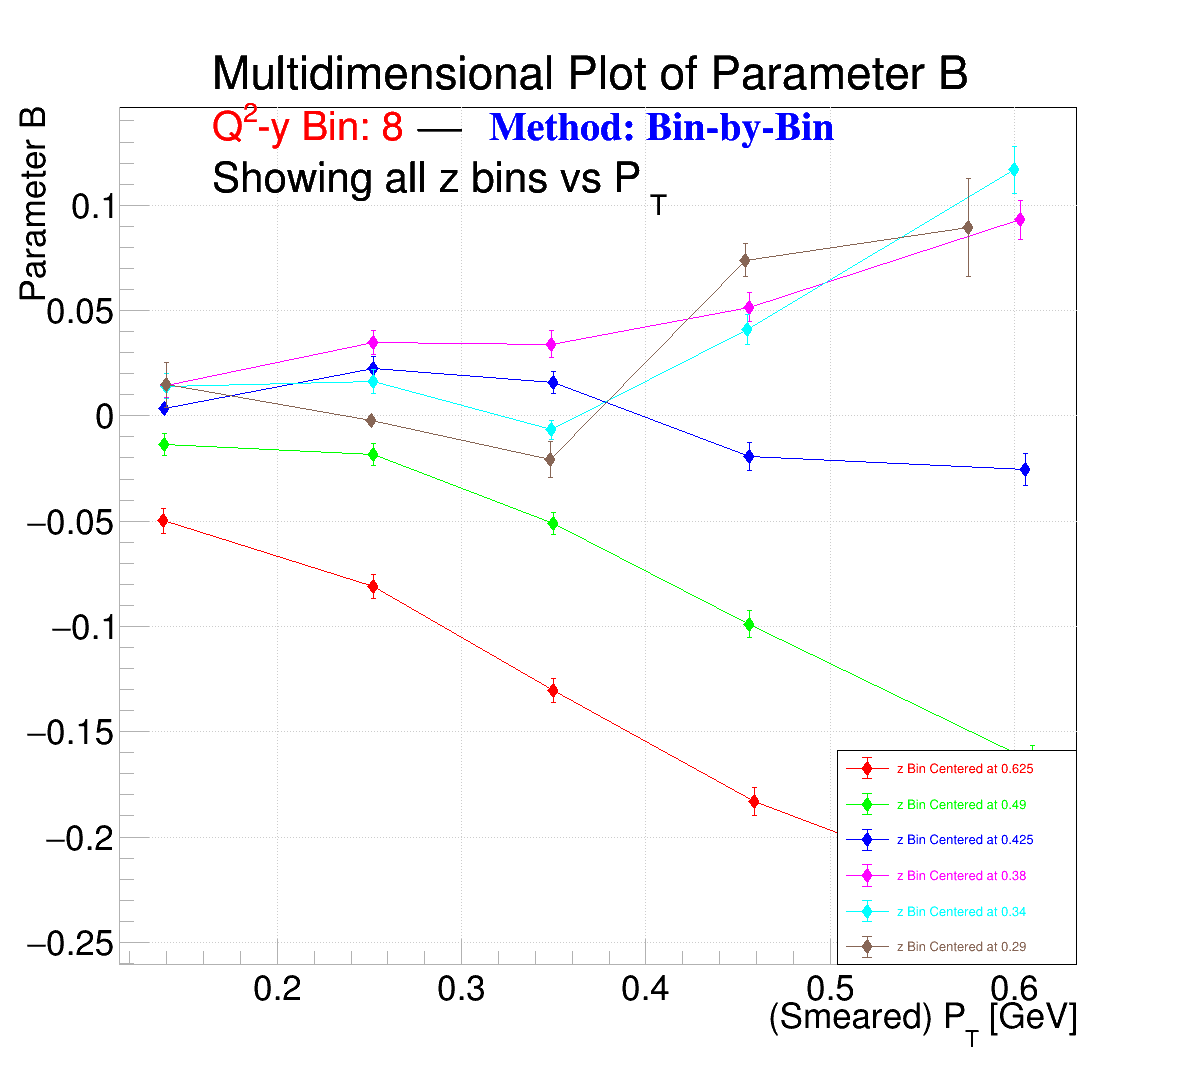 Multidimensional Plot of Parameter B
Q2-y Bin: 8 — Method: Bin-by-Bin
Showing all z bins vs PT
Parameter B
0.1
0.05
0
−0.05
−0.1
−0.15
−0.2
−0.25
z Bin Centered at 0.625
z Bin Centered at 0.49
z Bin Centered at 0.425
z Bin Centered at 0.38
z Bin Centered at 0.34
z Bin Centered at 0.29
0.2 0.3 0.4 0.5 0.6
(Smeared) PT [GeV]